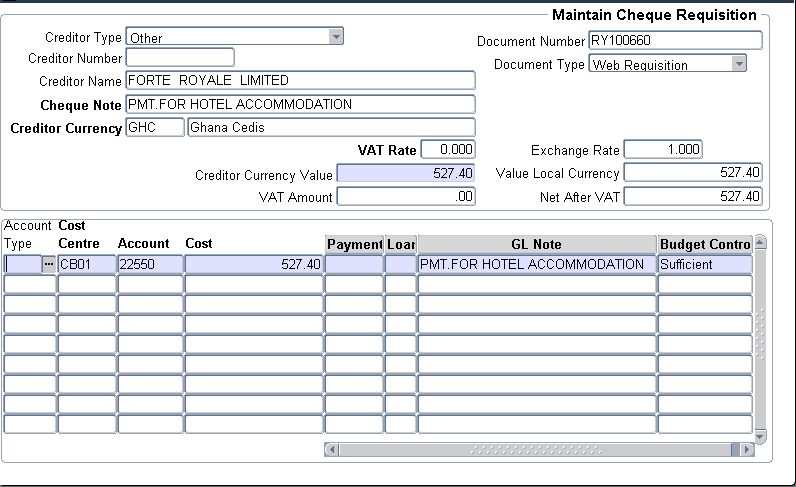 Maintain Cheque Requisition
Creditor Type Other
Document Number RY100660
Creditor Number
Document Type Web Requisition
Creditor Name FORTE ROYALE LIMITED
Cheque Note PMT.FOR HOTEL ACCOMMODATION
Creditor Currency GHC Ghana Cedis
VAT Rate 0.000 Exchange Rate 1.000
Creditor Currency Value 527.40 Value Local Currency 527.40
VAT Amount .00 Net After VAT 527.40
Account Cost
Type Centre Account Cost Payment Loar GL Note Budget Contro
... CB01 22550 527.40 PMT.FOR HOTEL ACCOMMODATION Sufficient